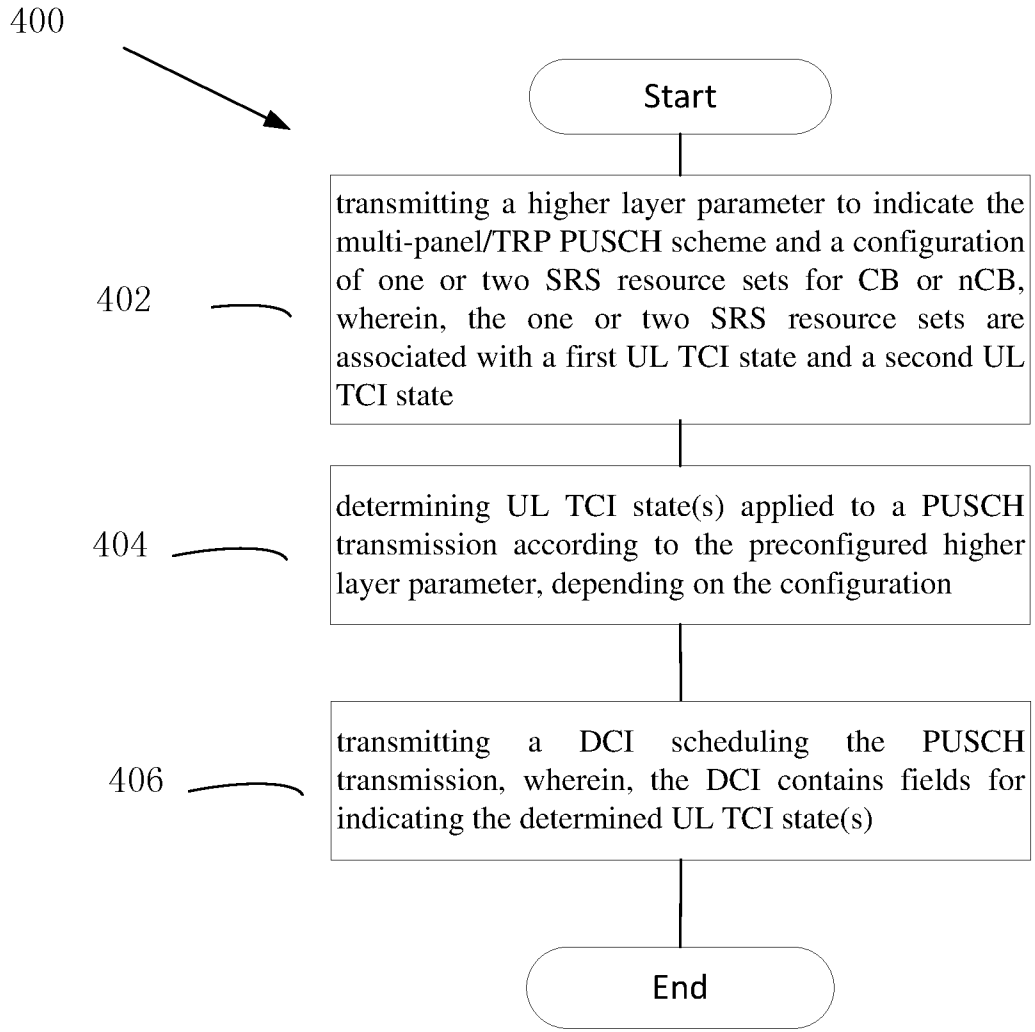 400
Start
transmitting a higher layer parameter to indicate the
multi-panel/TRP PUSCH scheme and a configuration
of one or two SRS resource sets for CB or nCB,
wherein, the one or two SRS resource sets are
associated with a first UL TCI state and a second UL
TCI state
402
determining UL TCI state(s) applied to a PUSCH
transmission according to the preconfigured higher
layer parameter, depending on the configuration
404
transmitting a DCI scheduling the PUSCH
transmission, wherein, the DCI contains fields for
indicating the determined UL TCI state(s)
406
End